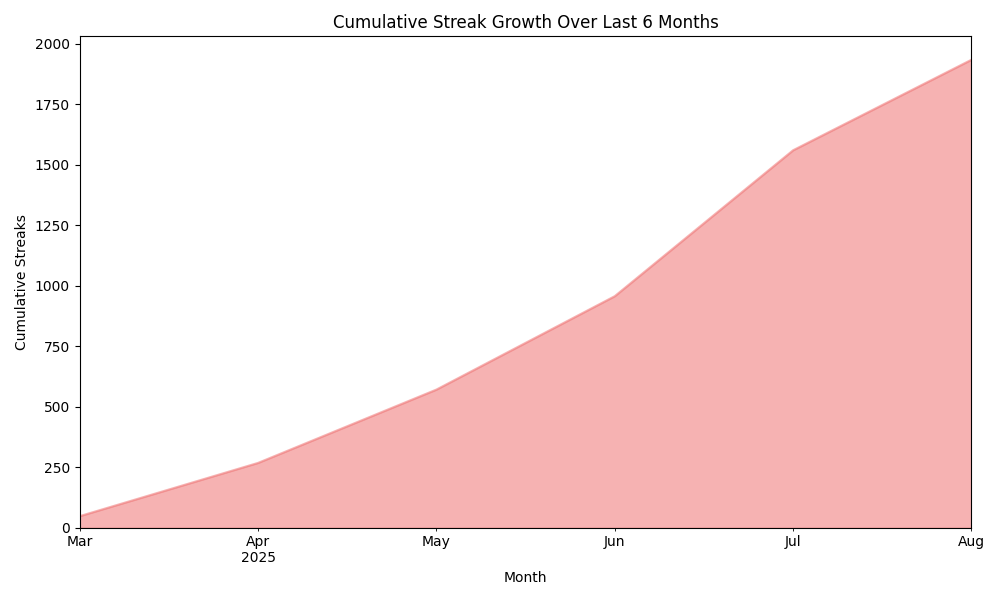 Cumulative Streak Growth Over Last 6 Months
2000
1750
1500
1250
1000
750
500
250
0
Cumulative Streaks
Mar
Apr
2025
May
Jun
Jul
Aug
Month